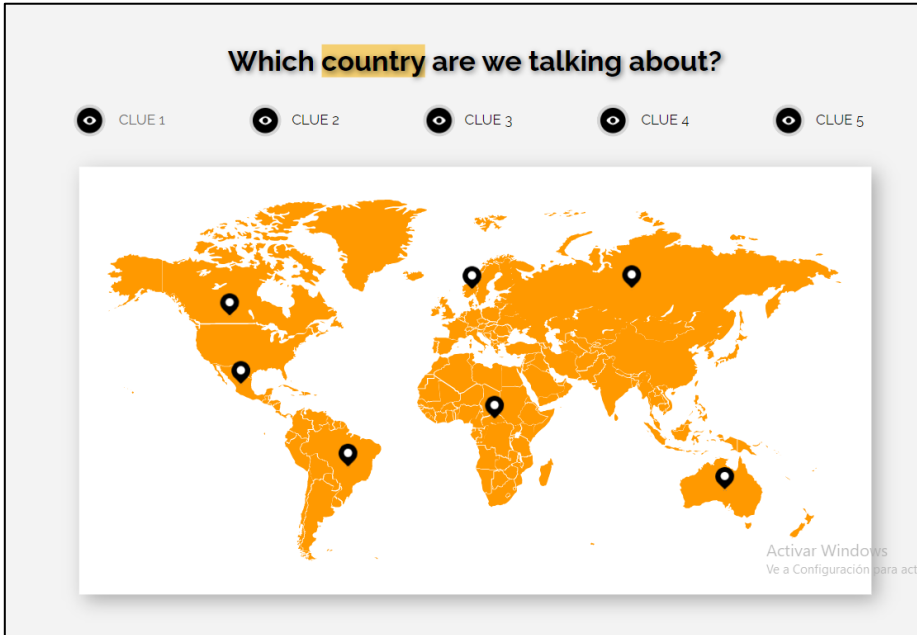 Which country are we talking about?
CLUE 1 CLUE 2 CLUE 3 CLUE 4 CLUE 5
Activar Windows
Ve a Configuración para act